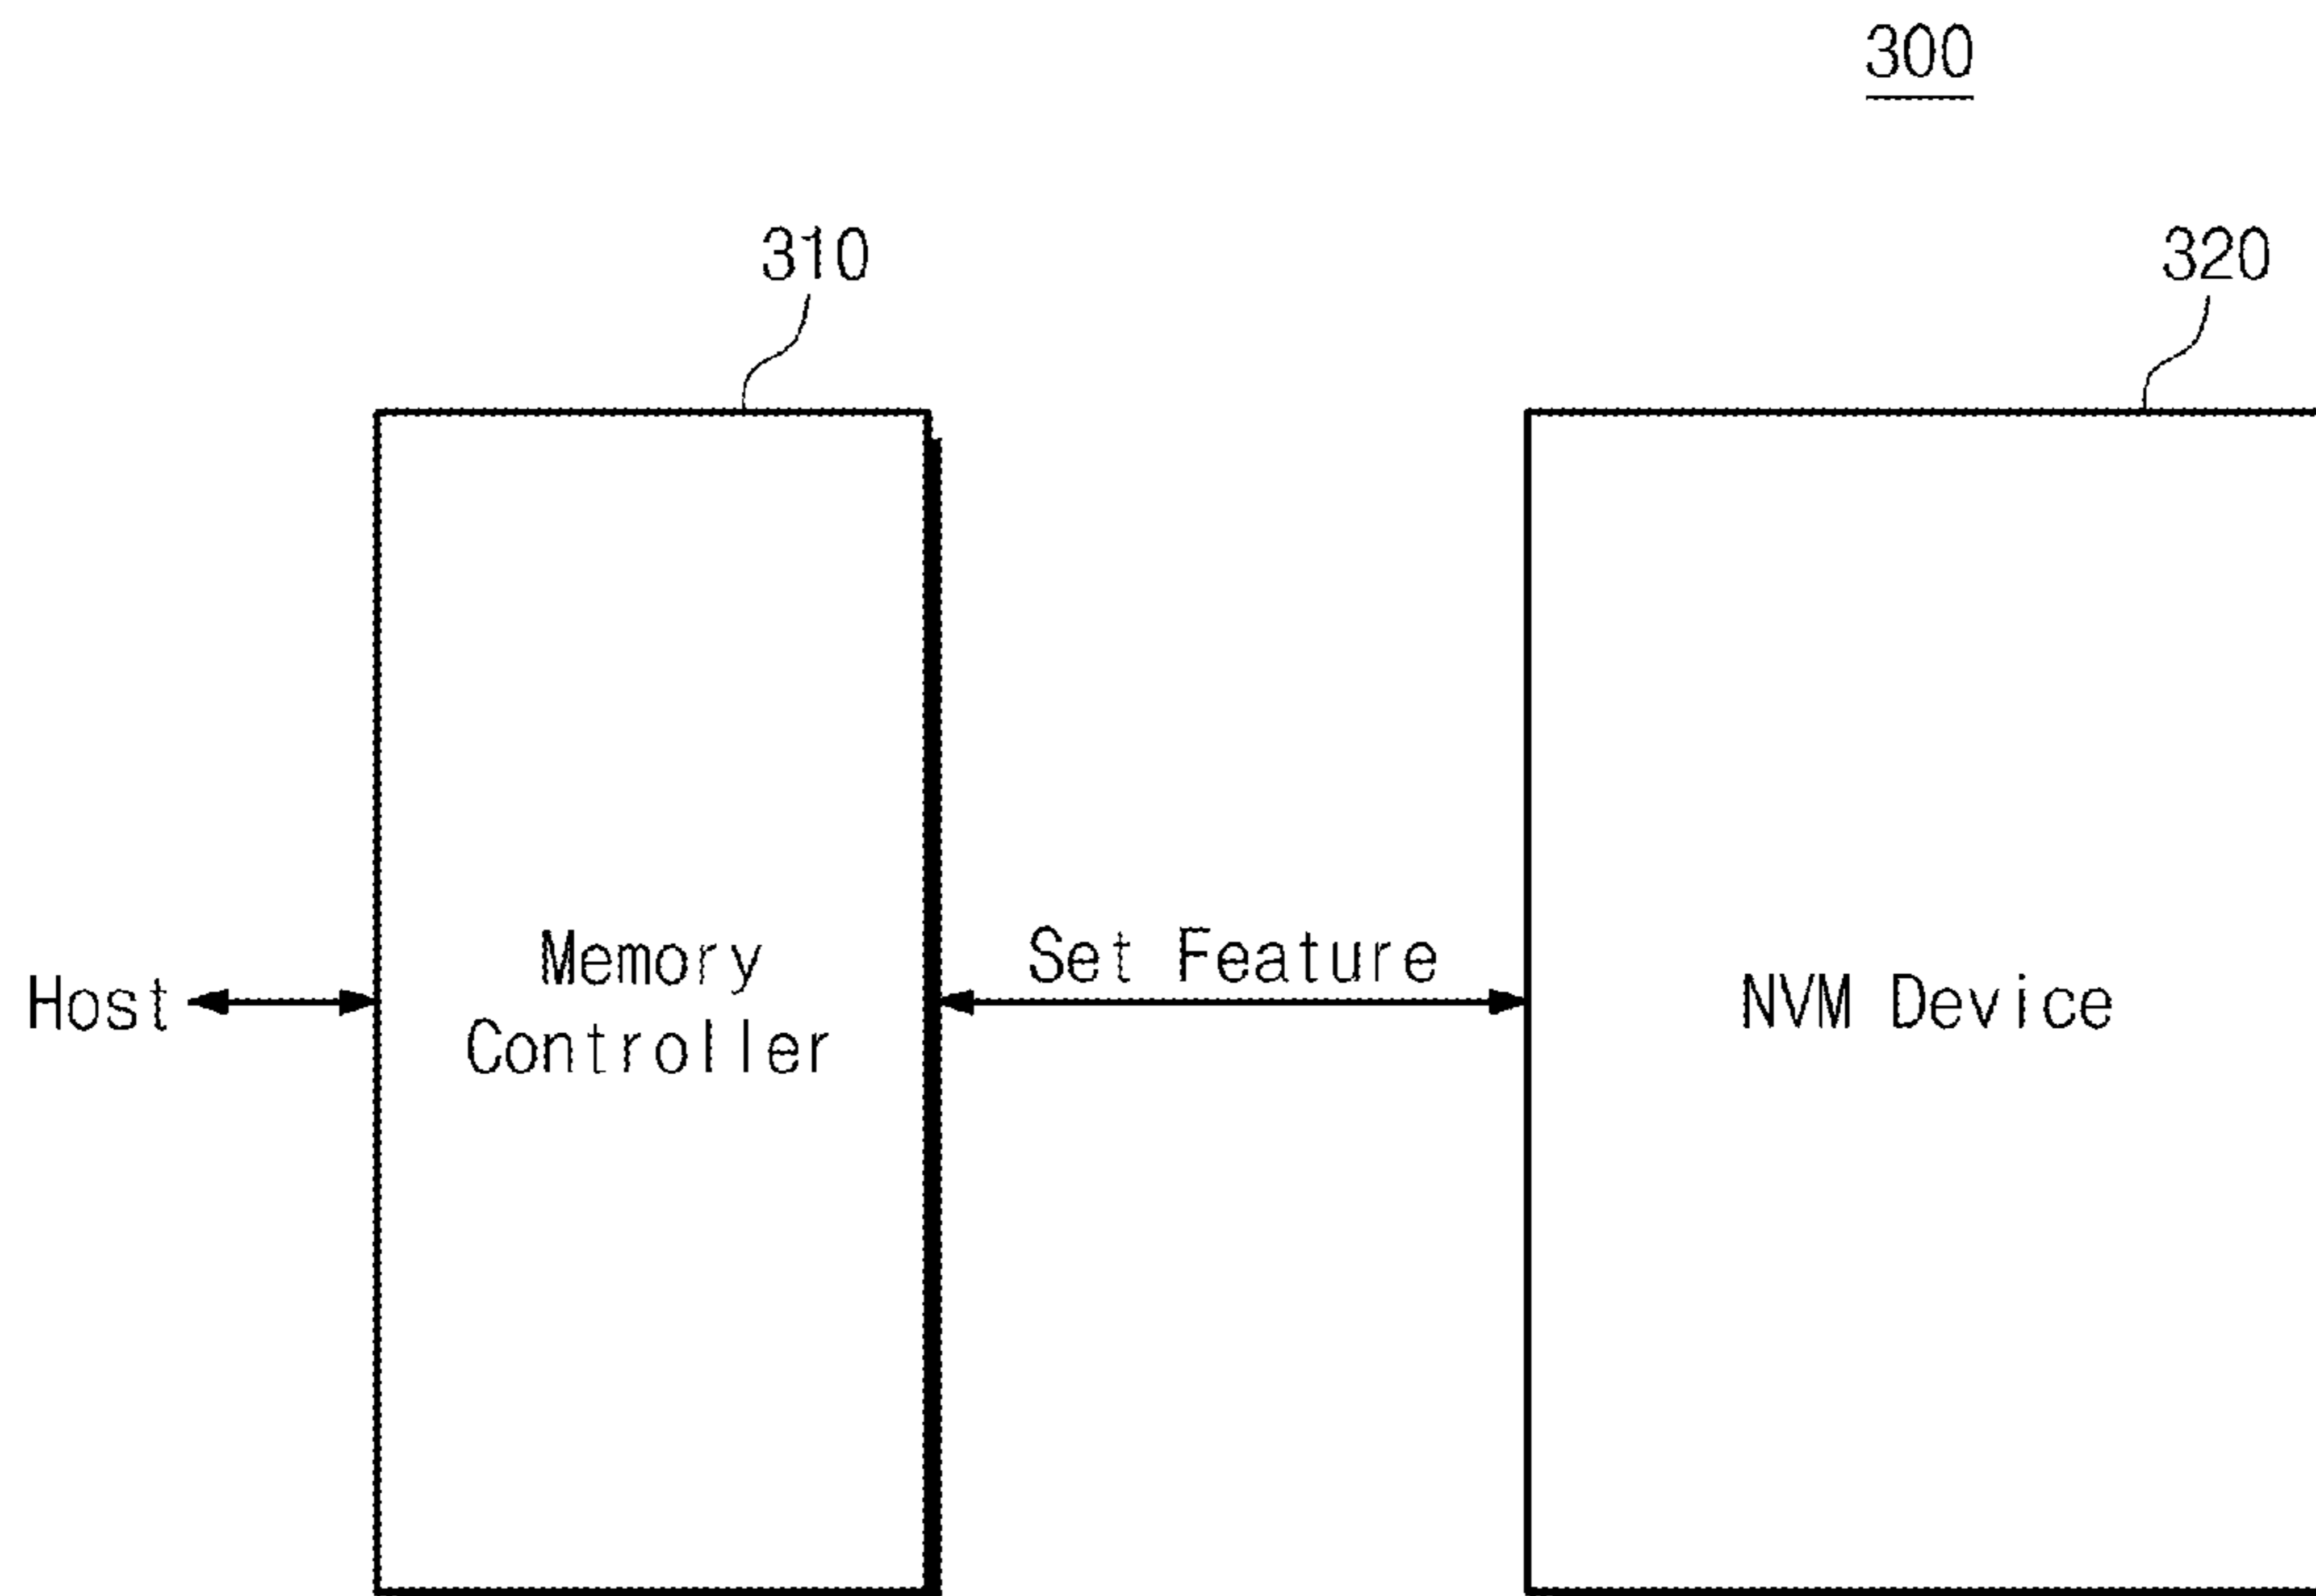 300
310
320
Host
Memory
Controller
Set Feature
NVM Device